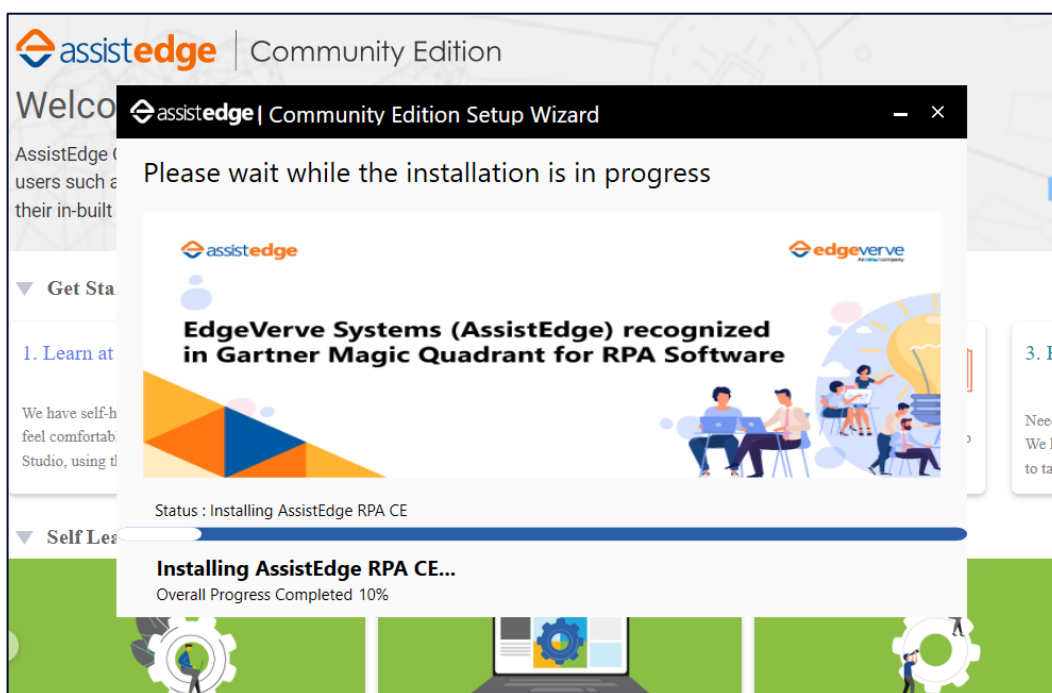 assistedge | Community Edition
Welco
assistedge | Community Edition Setup Wizard
AssistEdge
users such a
their in-built
Please wait while the installation is in progress
assistedge
edgeverve
EdgeVerve Systems (AssistEdge) recognized
in Gartner Magic Quadrant for RPA Software
Get Sta
1. Learn at
3.
We have self-h
feel comfortab
Studio, using t
Nee
We
to ta
Status : Installing AssistEdge RPA CE
Self Lea
Installing AssistEdge RPA CE...
Overall Progress Completed 10%